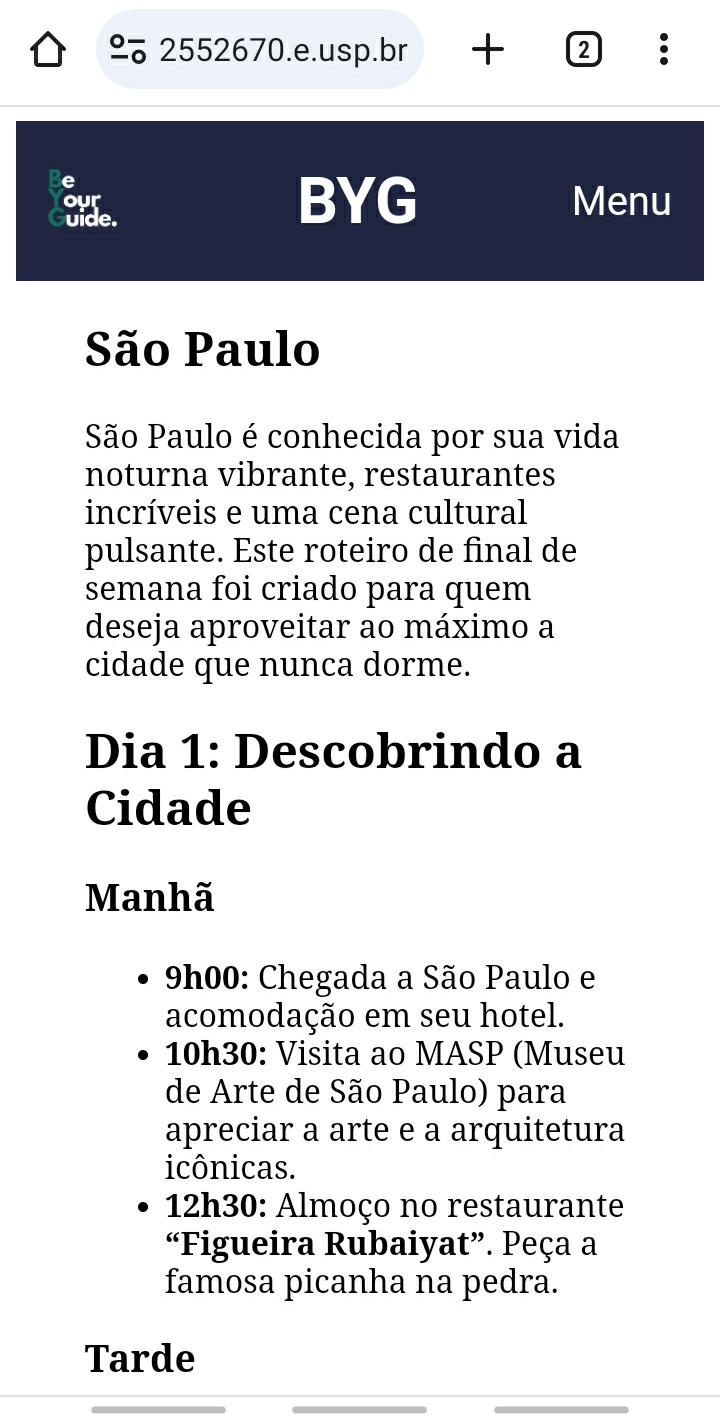 2552670.e.usp.br
2
Be
Your
Guide.
BYG
Menu
São Paulo
São Paulo é conhecida por sua vida
noturna vibrante, restaurantes
incríveis e uma cena cultural
pulsante. Este roteiro de final de
semana foi criado para quem
deseja aproveitar ao máximo a
cidade que nunca dorme.
Dia 1: Descobrindo a
Cidade
Manhã
• 9h00: Chegada a São Paulo e
acomodação em seu hotel.
• 10h30: Visita ao MASP (Museu
de Arte de São Paulo) para
apreciar a arte e a arquitetura
icônicas.
• 12h30: Almoço no restaurante
“Figueira Rubaiyat”. Peça a
famosa picanha na pedra.
Tarde